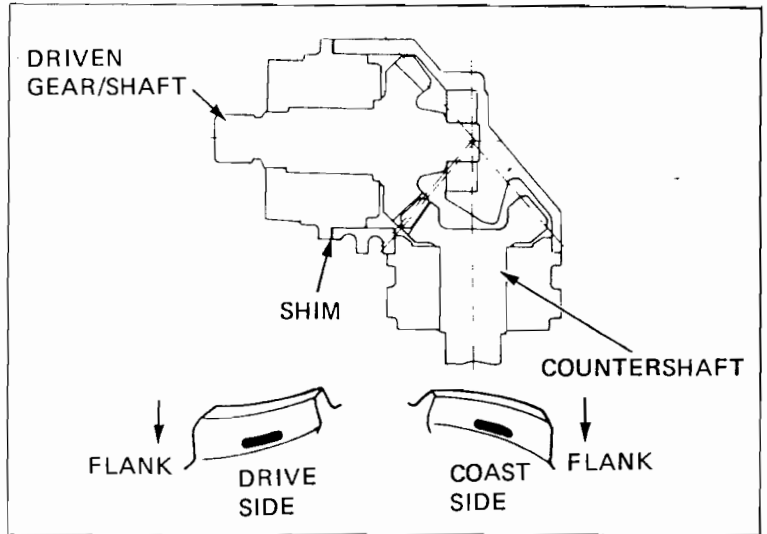 DRIVEN
GEAR/SHAFT
SHIM
COUNTERSHAFT
FLANK
DRIVE
SIDE
COAST
SIDE
FLANK